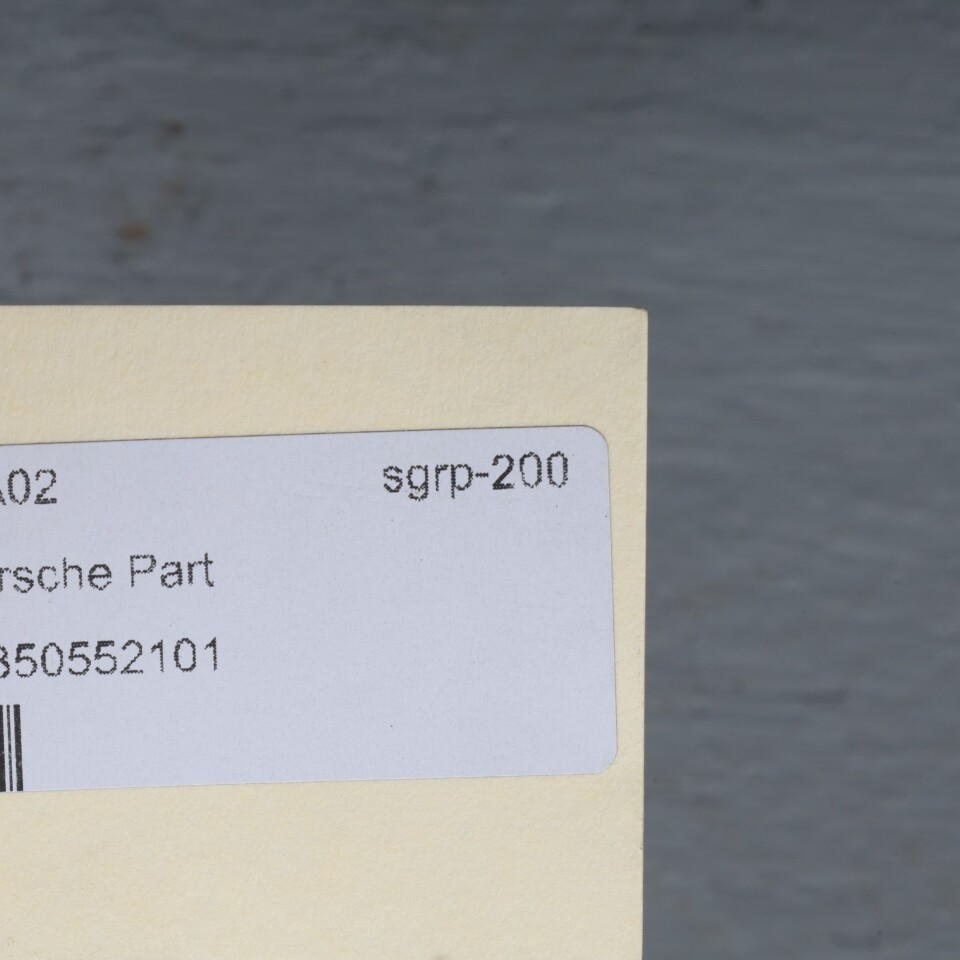 A02 sgrp-200
rsche Part
350552101